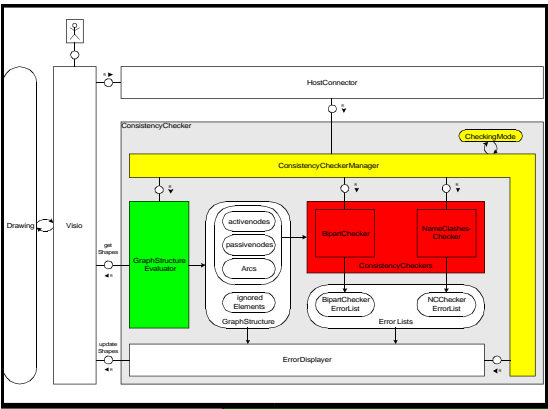 R
HostConnector
R
ConsistencyChecker
CheckingMode
ConsistencyCheckerManager
R
R
R
Drawing
Visio
activenodes
passivenodes
Arcs
ignored
Elements
GraphStructure
BipartChecker
NameClashes-
Checker
ConsistencyCheckers
get
Shapes
R
GraphStructure
Evaluator
BipartChecker
ErrorList
NCChecker
ErrorList
Error Lists
update
Shapes
R
ErrorDisplayer
R